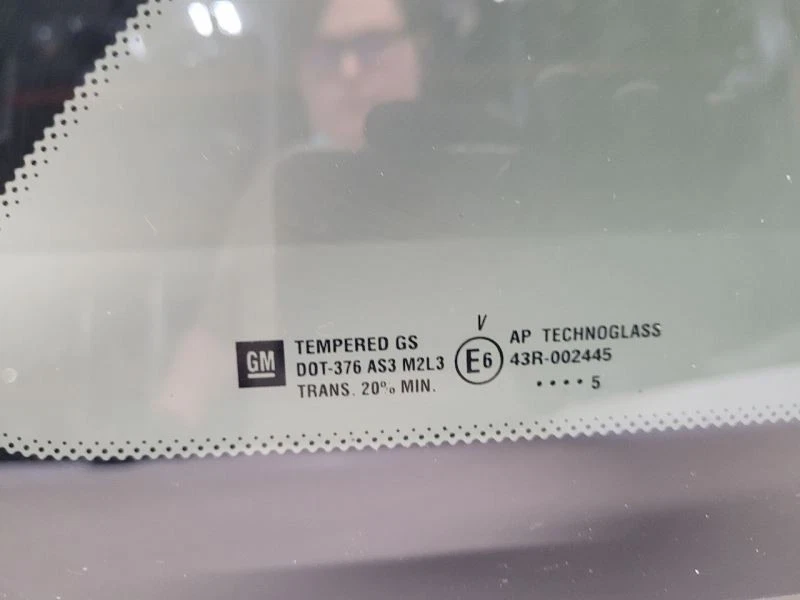 GM
TEMPERED GS
DOT-376 AS3 M2L3
TRANS. 20% MIN.
V
E6
AP TECHNOGLASS
43R-002445
•••• 5